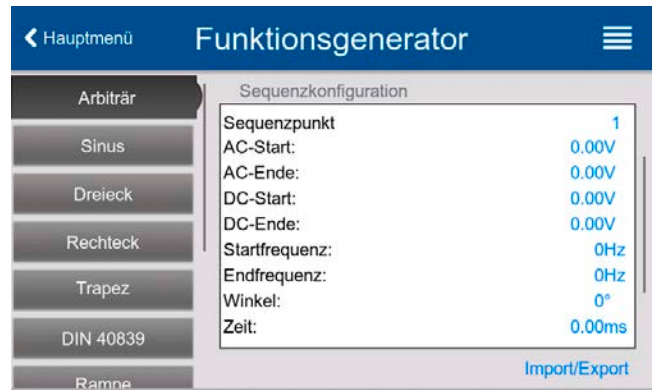 Hauptmenü
Funktionsgenerator
Arbiträr
Sinus
Dreieck
Rechteck
Trapez
DIN 40839
Rampe
Sequenzkonfiguration
Sequenzpunkt 1
AC-Start: 0.00V
AC-Ende: 0.00V
DC-Start: 0.00V
DC-Ende: 0.00V
Startfrequenz: 0Hz
Endfrequenz: 0Hz
Winkel: 0°
Zeit: 0.00ms
Import/Export